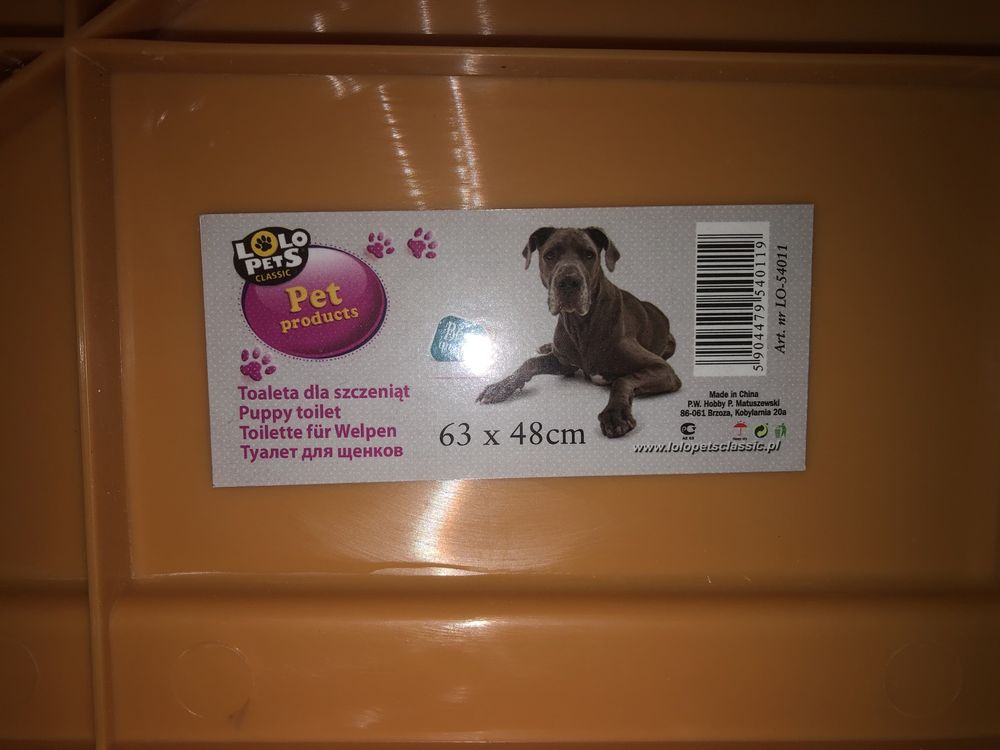 LOLO
PETS
CLASSIC
Pet
products
Toaleta dla szczeniąt
Puppy toilet
Toilette für Welpen
Туалет для щенков
63 x 48cm
5 904479 540119
Art. nr LO-54011
Made in China
P.W. Hobby P. Matuszewski
86-061 Brzoza, Kobylarnia 20a
www.lolopetsclassic.pl